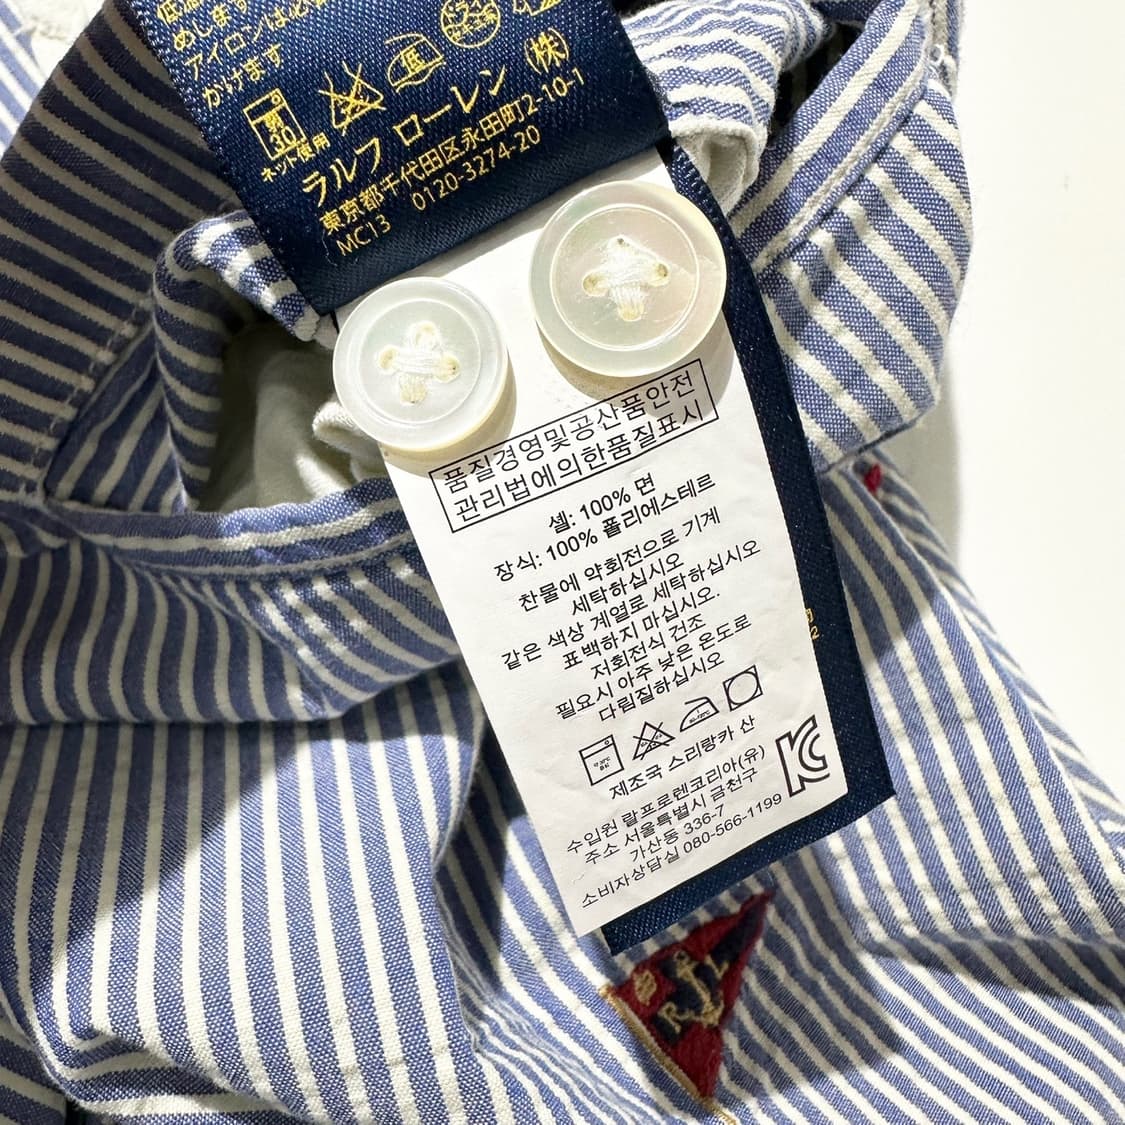 めします
アイロンは
かけます
30
低
ネット使用
ラルフ ローレン (株)
東京都千代田区永田町2-10-1
MC13 0120-3274-20
품질경영및공산품안전
관리법에의한품질표시
셀: 100% 면
장식: 100% 폴리에스테르
찬물에 약회전으로 기계
세탁하십시오
같은 색상 계열로 세탁하십시오
표백하지 마십시오.
저회전식 건조
필요시 아주 낮은 온도로
다림질하십시오
제조국 스리랑카 산
수입원 랄프로렌코리아(유)
주소 서울특별시 금천구
가산동 336-7
소비자상담실 080-566-1199
R L